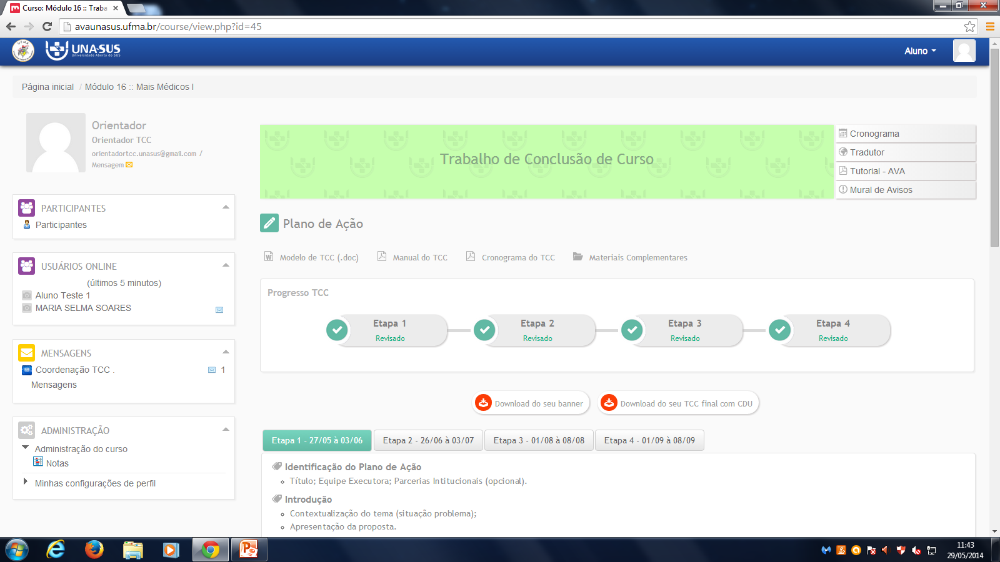 Curso: Módulo 16 :: Traba
avaunasus.ufma.br/course/view.php?id=45
UFMA
UNA-SUS
Universidade Aberta do SUS
Aluno
Página inicial / Módulo 16 :: Mais Médicos I
Orientador
Orientador TCC
orientadortcc.unasus@gmail.com /
Mensagem
Trabalho de Conclusão de Curso
Cronograma
Tradutor
Tutorial - AVA
Mural de Avisos
PARTICIPANTES
Participantes
USUÁRIOS ONLINE
(últimos 5 minutos)
Aluno Teste 1
MARIA SELMA SOARES
MENSAGENS
Coordenação TCC . 1
Mensagens
ADMINISTRAÇÃO
Administração do curso
Notas
Minhas configurações de perfil
Plano de Ação
Modelo de TCC (.doc) Manual do TCC Cronograma do TCC Materiais Complementares
Progresso TCC
Etapa 1 Etapa 2 Etapa 3 Etapa 4
Revisado Revisado Revisado Revisado
Download do seu banner Download do seu TCC final com CDU
Etapa 1 - 27/05 à 03/06 Etapa 2 - 26/06 à 03/07 Etapa 3 - 01/08 à 08/08 Etapa 4 - 01/09 à 08/09
Identificação do Plano de Ação
Título; Equipe Executora; Parcerias Intitucionais (opcional).
Introdução
Contextualização do tema (situação problema);
Apresentação da proposta.
11:43
29/05/2014